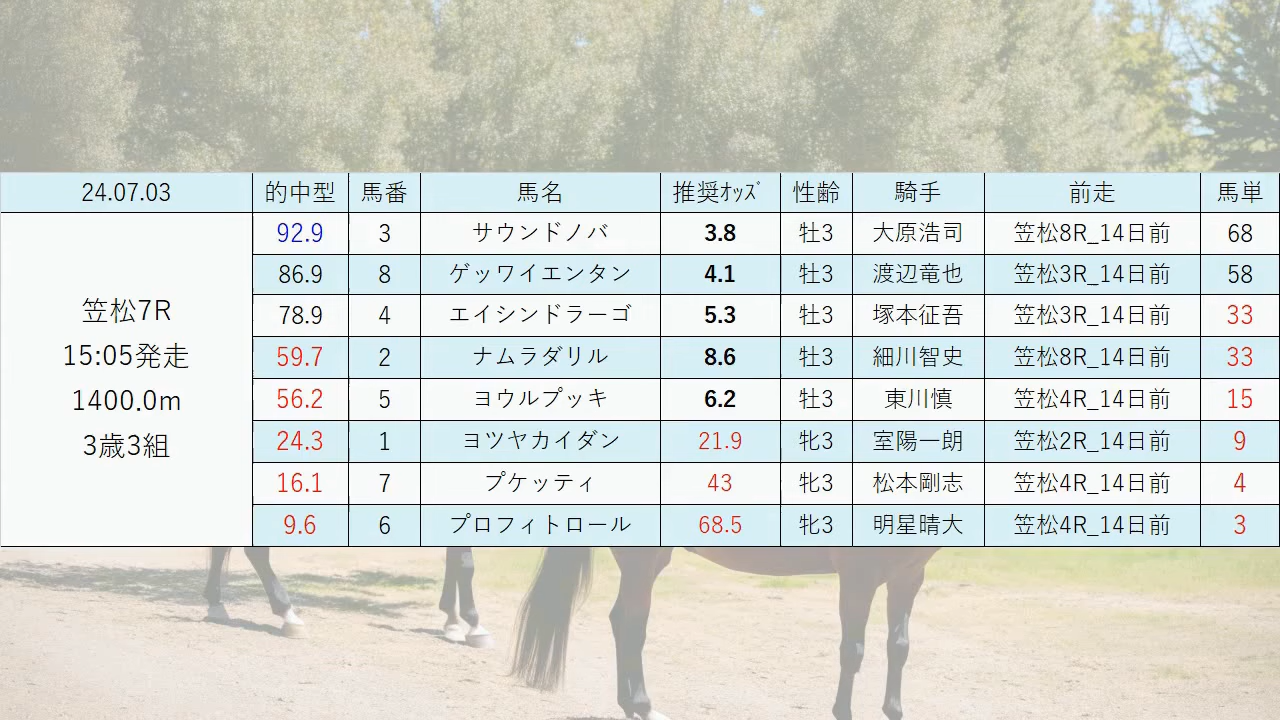 24.07.03 的中型 馬番 馬名 推奨ｵｯｽﾞ 性齢 騎手 前走 馬単
92.9 3 サウンドノバ 3.8 牡3 大原浩司 笠松8R_14日前 68
86.9 8 ゲッワイエンタン 4.1 牡3 渡辺竜也 笠松3R_14日前 58
笠松7R
78.9 4 エイシンドラーゴ 5.3 牡3 塚本征吾 笠松3R_14日前 33
15:05発走
59.7 2 ナムラダリル 8.6 牡3 細川智史 笠松8R_14日前 33
1400.0m
56.2 5 ヨウルプッキ 6.2 牡3 東川慎 笠松4R_14日前 15
3歳3組
24.3 1 ヨツヤカイダン 21.9 牝3 室陽一朗 笠松2R_14日前 9
16.1 7 プケッティ 43 牝3 松本剛志 笠松4R_14日前 4
9.6 6 プロフィトロール 68.5 牝3 明星晴大 笠松4R_14日前 3